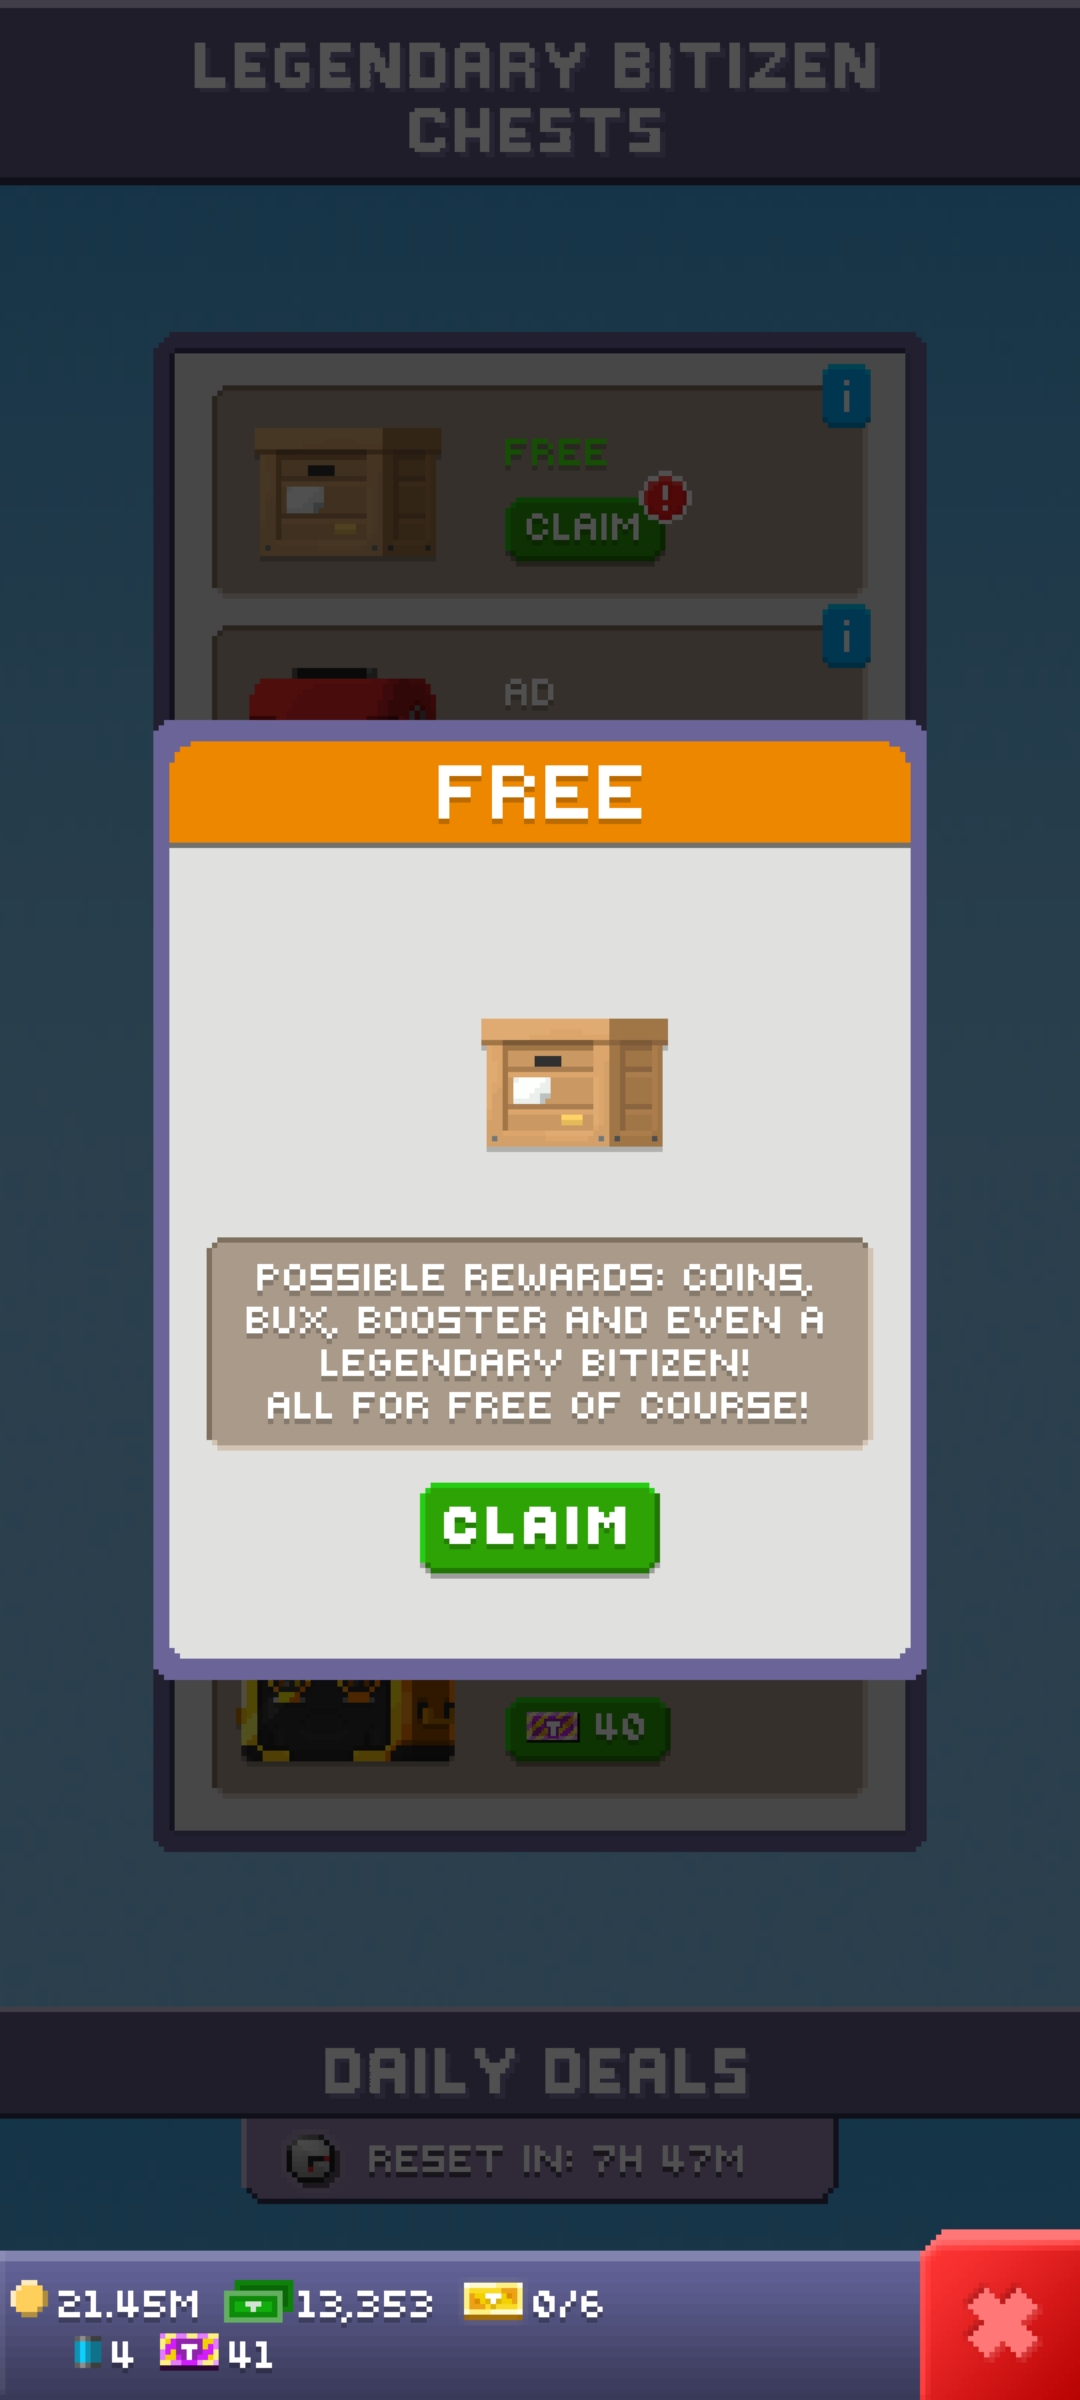 LEGENDARY BITIZEN
CHESTS
i
FREE
!
CLAIM
i
AD
FREE
POSSIBLE REWARDS: COINS,
BUX, BOOSTER AND EVEN A
LEGENDARY BITIZEN!
ALL FOR FREE OF COURSE!
CLAIM
T 40
DAILY DEALS
RESET IN: 7H 47M
21.45M T 13,353 T 0/6
4 T 41